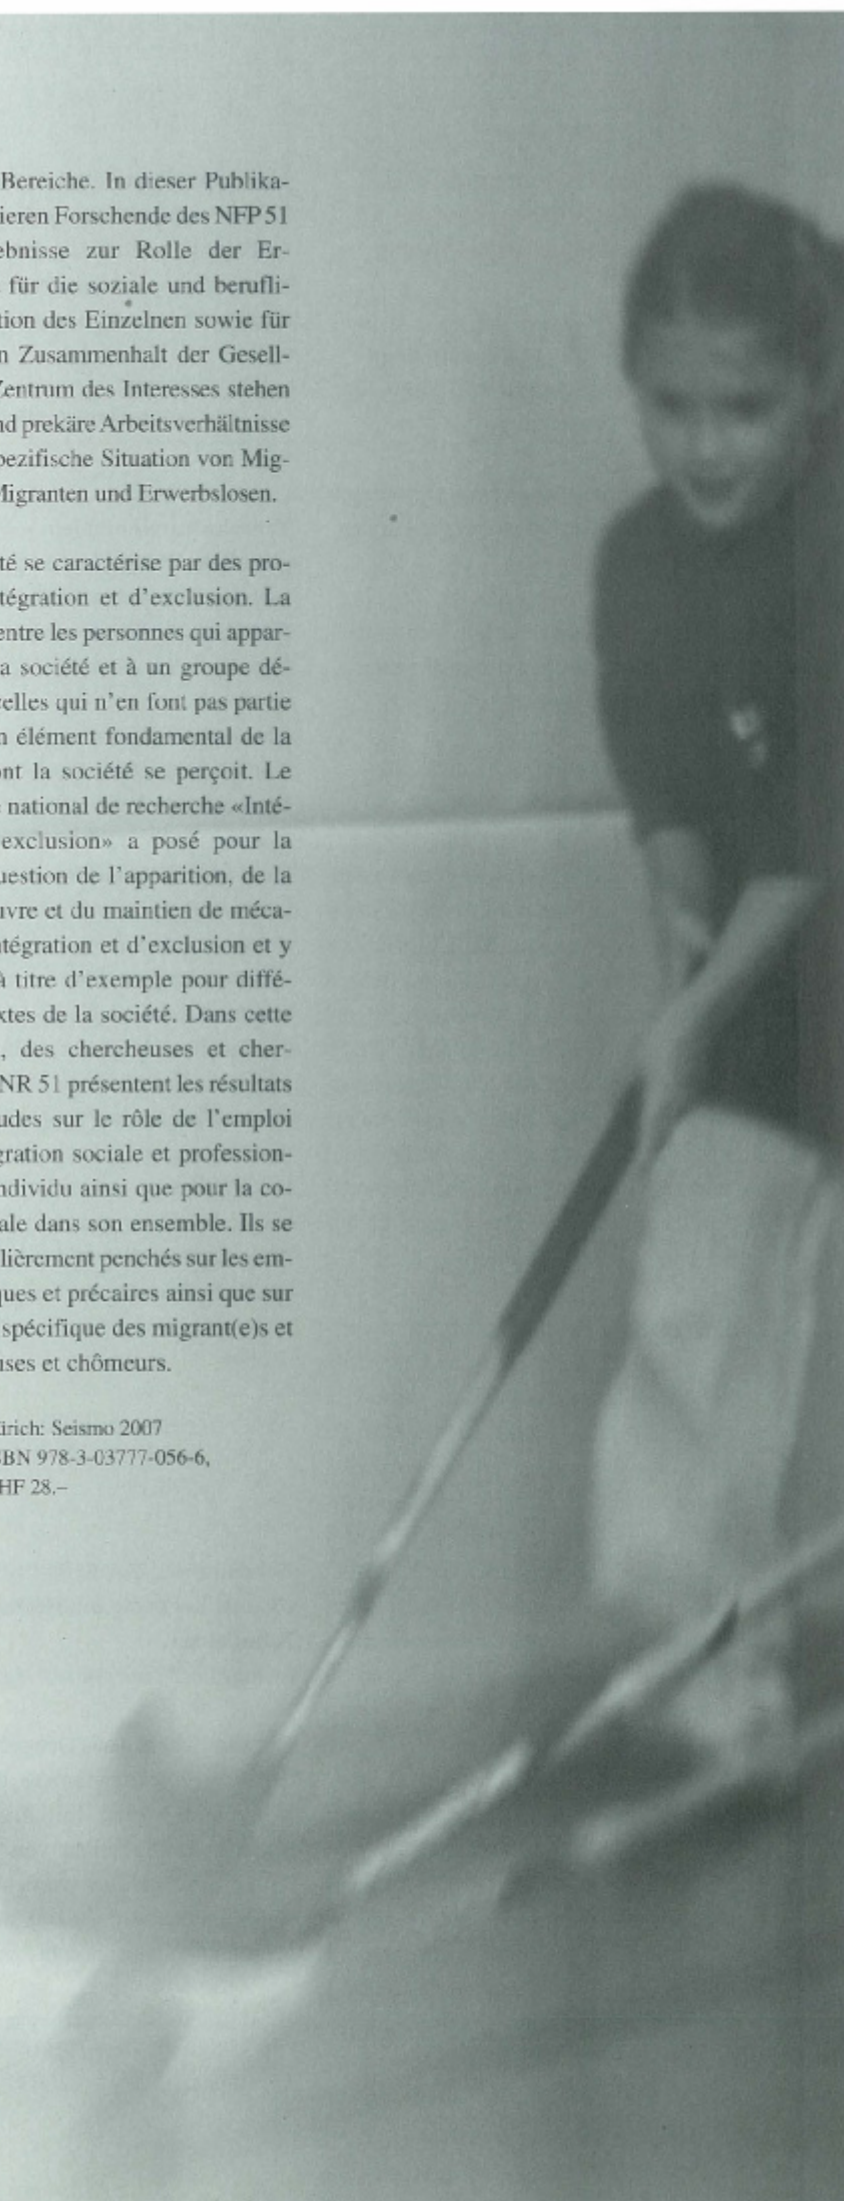 Bereiche. In dieser Publika-
ieren Forschende des NFP 51
ebnisse zur Rolle der Er-
für die soziale und berufli-
tion des Einzelnen sowie für
n Zusammenhalt der Gesell-
Zentrum des Interesses stehen
nd prekäre Arbeitsverhältnisse
pezifische Situation von Mig-
Migranten und Erwerbslosen.
té se caractérise par des pro-
tégration et d'exclusion. La
entre les personnes qui appar-
a société et à un groupe dé-
celles qui n'en font pas partie
n élément fondamental de la
ont la société se perçoit. Le
e national de recherche «Inté-
exclusion» a posé pour la
uestion de l'apparition, de la
uvre et du maintien de méca-
ntégration et d'exclusion et y
à titre d'exemple pour diffé-
xtes de la société. Dans cette
, des chercheuses et cher-
NR 51 présentent les résultats
udes sur le rôle de l'emploi
gration sociale et profession-
ndividu ainsi que pour la co-
ale dans son ensemble. Ils se
lièrement penchés sur les em-
ques et précaires ainsi que sur
spécifique des migrant(e)s et
uses et chômeurs.
ürich: Seismo 2007
SBN 978-3-03777-056-6,
HF 28.–